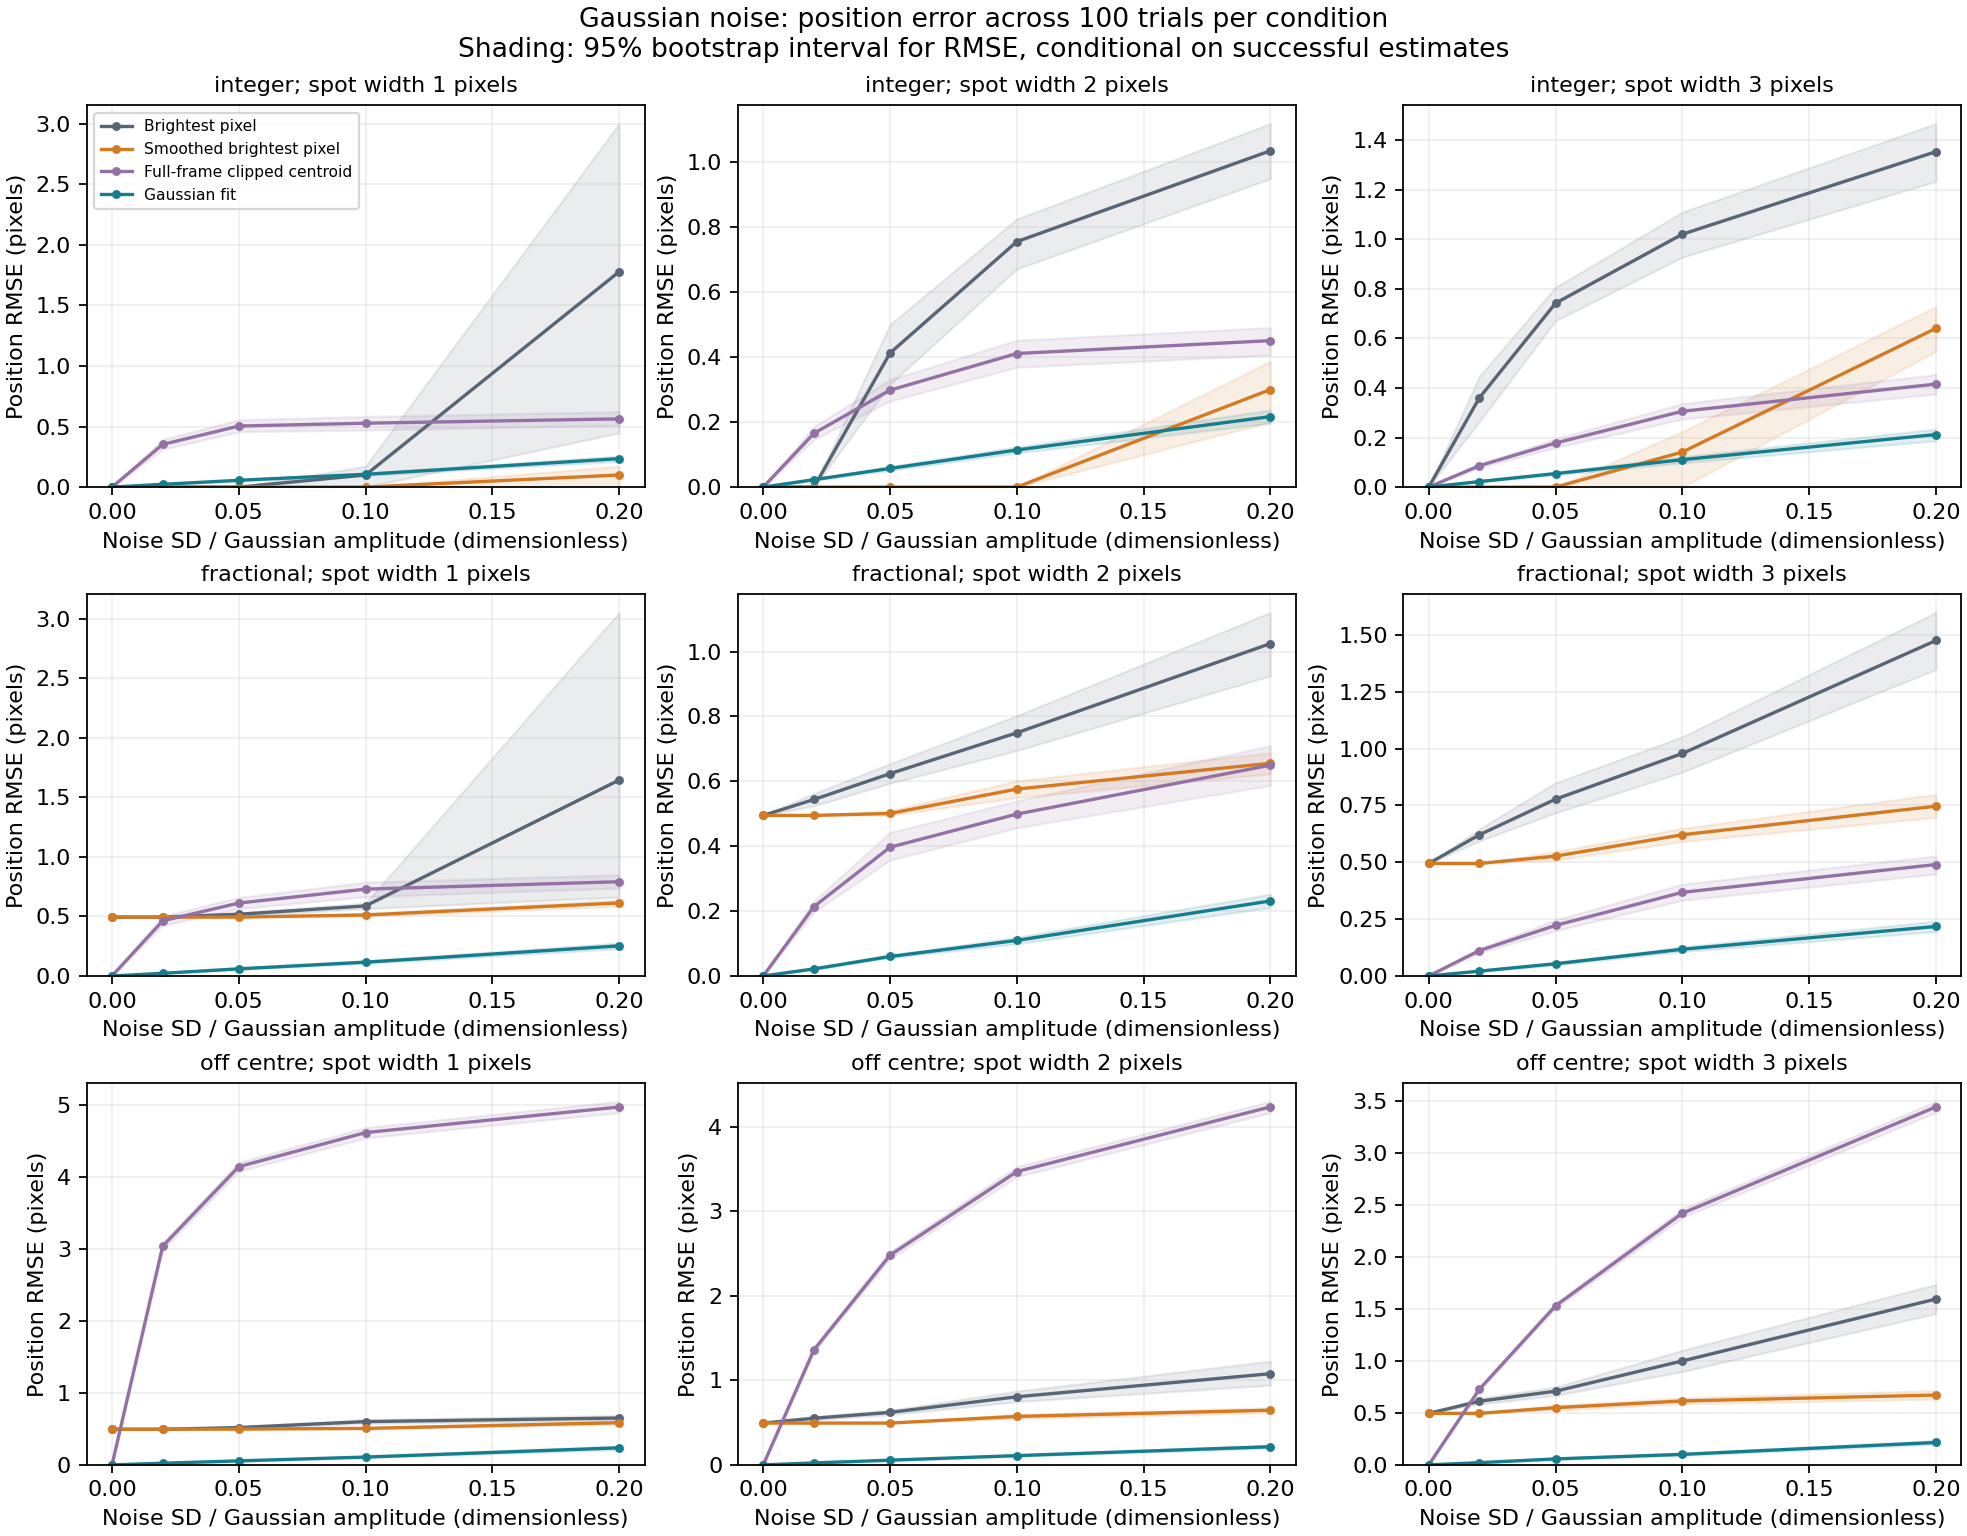 Gaussian noise: position error across 100 trials per condition
Shading: 95% bootstrap interval for RMSE, conditional on successful estimates
integer; spot width 1 pixels
Position RMSE (pixels)
3.0
2.5
2.0
1.5
1.0
0.5
0.0
Brightest pixel
Smoothed brightest pixel
Full-frame clipped centroid
Gaussian fit
0.00 0.05 0.10 0.15 0.20
Noise SD / Gaussian amplitude (dimensionless)
integer; spot width 2 pixels
Position RMSE (pixels)
1.0
0.8
0.6
0.4
0.2
0.0
0.00 0.05 0.10 0.15 0.20
Noise SD / Gaussian amplitude (dimensionless)
integer; spot width 3 pixels
Position RMSE (pixels)
1.4
1.2
1.0
0.8
0.6
0.4
0.2
0.0
0.00 0.05 0.10 0.15 0.20
Noise SD / Gaussian amplitude (dimensionless)
fractional; spot width 1 pixels
Position RMSE (pixels)
3.0
2.5
2.0
1.5
1.0
0.5
0.0
0.00 0.05 0.10 0.15 0.20
Noise SD / Gaussian amplitude (dimensionless)
fractional; spot width 2 pixels
Position RMSE (pixels)
1.0
0.8
0.6
0.4
0.2
0.0
0.00 0.05 0.10 0.15 0.20
Noise SD / Gaussian amplitude (dimensionless)
fractional; spot width 3 pixels
Position RMSE (pixels)
1.50
1.25
1.00
0.75
0.50
0.25
0.00
0.00 0.05 0.10 0.15 0.20
Noise SD / Gaussian amplitude (dimensionless)
off centre; spot width 1 pixels
Position RMSE (pixels)
5
4
3
2
1
0
0.00 0.05 0.10 0.15 0.20
Noise SD / Gaussian amplitude (dimensionless)
off centre; spot width 2 pixels
Position RMSE (pixels)
4
3
2
1
0
0.00 0.05 0.10 0.15 0.20
Noise SD / Gaussian amplitude (dimensionless)
off centre; spot width 3 pixels
Position RMSE (pixels)
3.5
3.0
2.5
2.0
1.5
1.0
0.5
0.0
0.00 0.05 0.10 0.15 0.20
Noise SD / Gaussian amplitude (dimensionless)